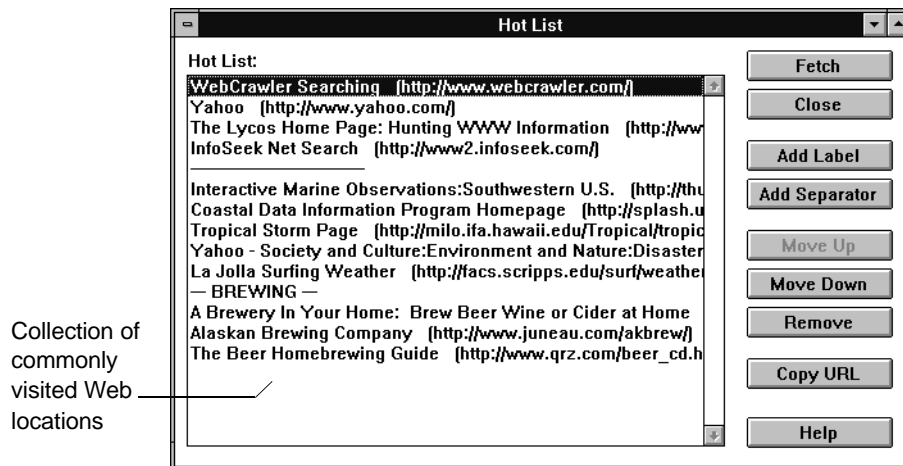 Hot List
Hot List:
WebCrawler Searching (http://www.webcrawler.com/)
Yahoo (http://www.yahoo.com/)
The Lycos Home Page: Hunting WWW Information (http://ww
InfoSeek Net Search (http://www2.infoseek.com/)
Interactive Marine Observations:Southwestern U.S. (http://thu
Coastal Data Information Program Homepage (http://splash.u
Tropical Storm Page (http://milo.ifa.hawaii.edu/Tropical/tropic
Yahoo - Society and Culture:Environment and Nature:Disaster
La Jolla Surfing Weather (http://facs.scripps.edu/surf/weather
— BREWING —
A Brewery In Your Home: Brew Beer Wine or Cider at Home
Alaskan Brewing Company (http://www.juneau.com/akbrew/)
The Beer Homebrewing Guide (http://www.qrz.com/beer_cd.h
Fetch
Close
Add Label
Add Separator
Move Up
Move Down
Remove
Copy URL
Help
Collection of
commonly
visited Web
locations